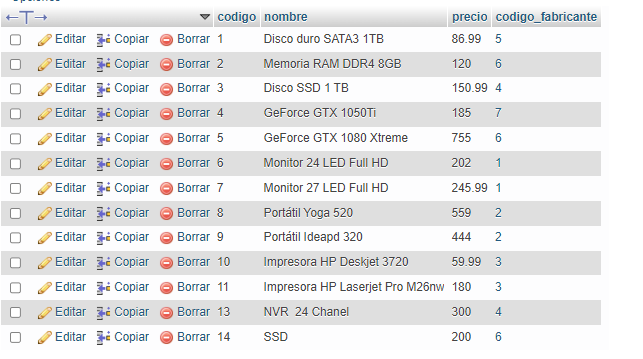 codigo nombre precio codigo_fabricante
Editar Copiar Borrar 1 Disco duro SATA3 1TB 86.99 5
Editar Copiar Borrar 2 Memoria RAM DDR4 8GB 120 6
Editar Copiar Borrar 3 Disco SSD 1 TB 150.99 4
Editar Copiar Borrar 4 GeForce GTX 1050Ti 185 7
Editar Copiar Borrar 5 GeForce GTX 1080 Xtreme 755 6
Editar Copiar Borrar 6 Monitor 24 LED Full HD 202 1
Editar Copiar Borrar 7 Monitor 27 LED Full HD 245.99 1
Editar Copiar Borrar 8 Portátil Yoga 520 559 2
Editar Copiar Borrar 9 Portátil Ideapd 320 444 2
Editar Copiar Borrar 10 Impresora HP Deskjet 3720 59.99 3
Editar Copiar Borrar 11 Impresora HP Laserjet Pro M26nw 180 3
Editar Copiar Borrar 13 NVR 24 Chanel 300 4
Editar Copiar Borrar 14 SSD 200 6